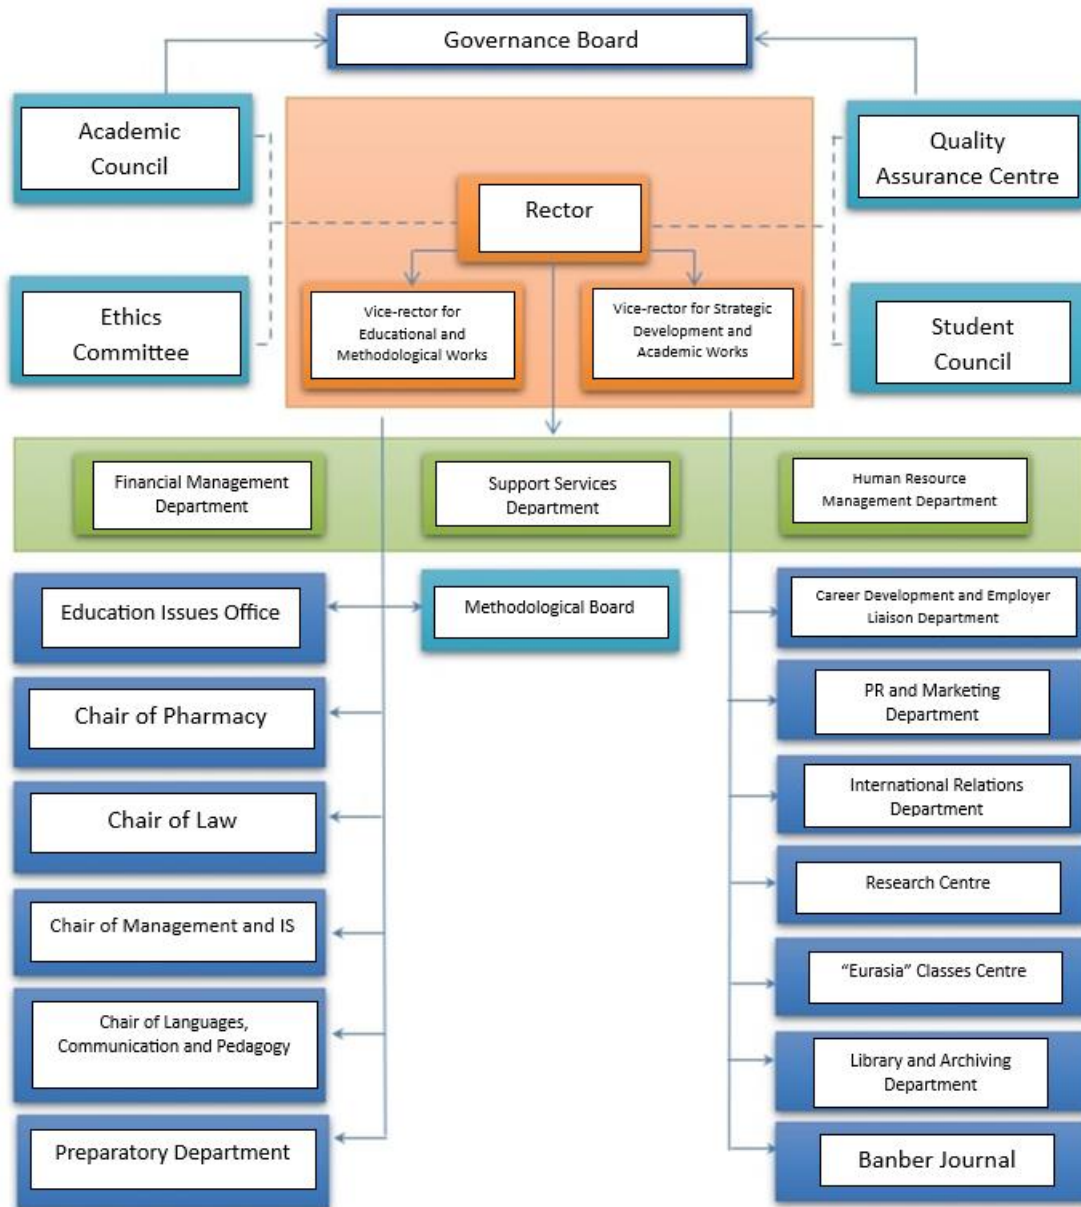 Governance Board
Academic
Council
Quality
Assurance Centre
Rector
Ethics
Committee
Vice-rector for
Educational and
Methodological Works
Vice-rector for Strategic
Development and
Academic Works
Student
Council
Financial Management
Department
Support Services
Department
Human Resource
Management Department
Education Issues Office
Methodological Board
Career Development and Employer
Liaison Department
Chair of Pharmacy
PR and Marketing
Department
Chair of Law
International Relations
Department
Research Centre
Chair of Management and IS
“Eurasia” Classes Centre
Chair of Languages,
Communication and Pedagogy
Library and Archiving
Department
Preparatory Department
Banber Journal